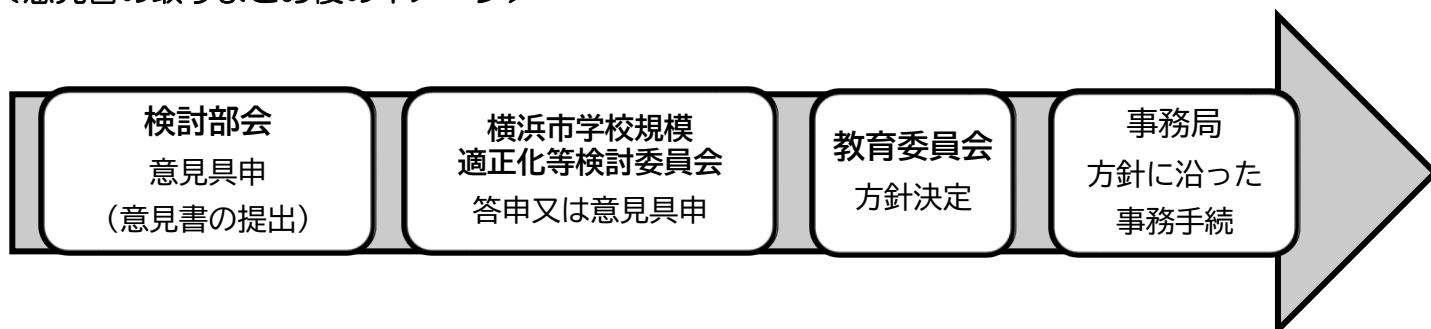 検討部会
意見具申
（意見書の提出）
横浜市学校規模
適正化等検討委員会
答申又は意見具申
教育委員会
方針決定
事務局
方針に沿った
事務手続